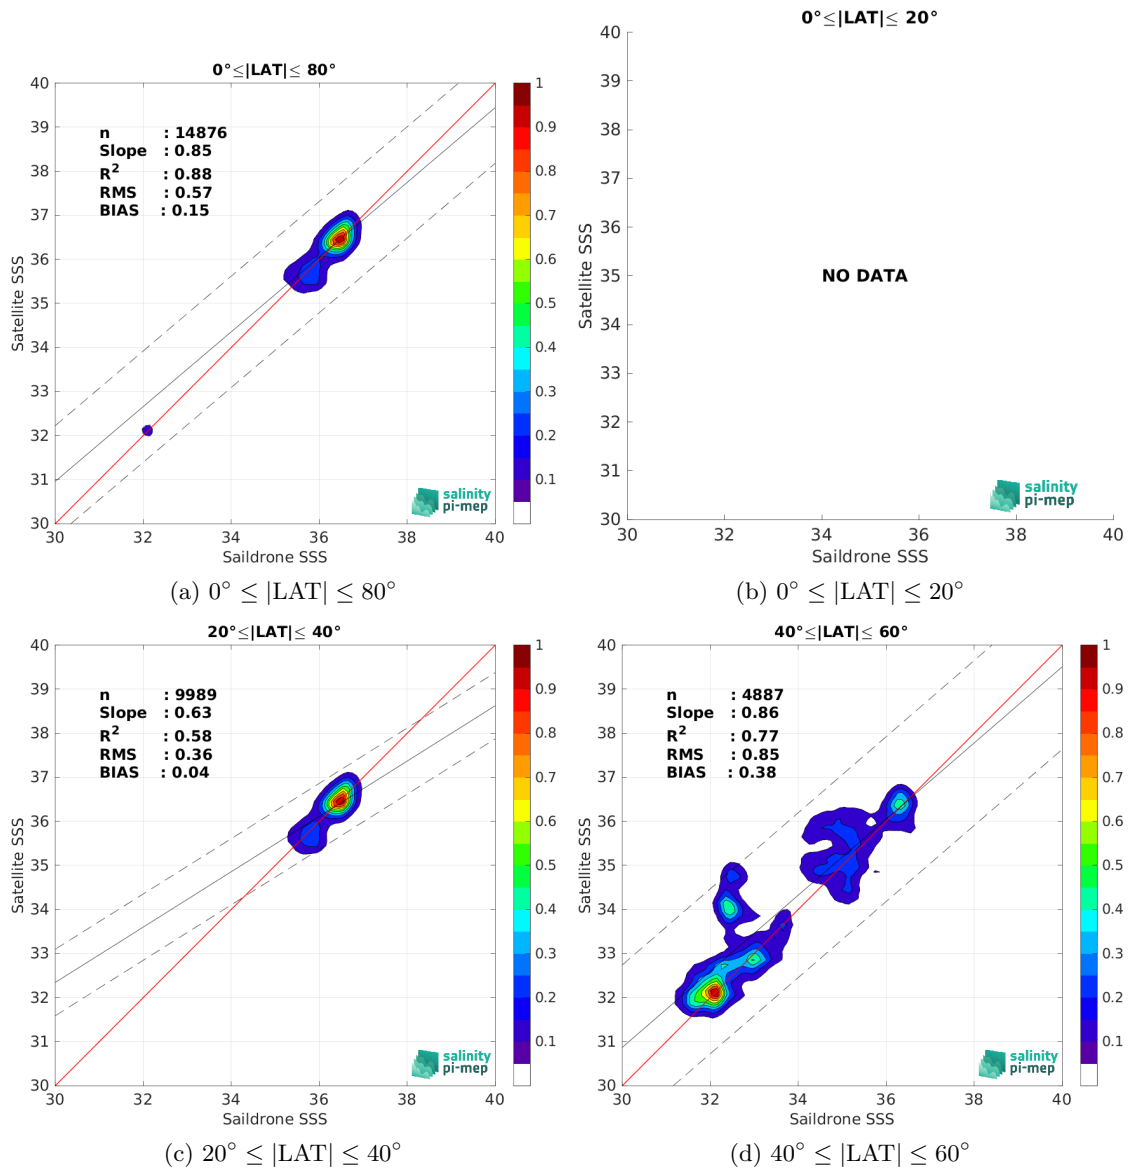 0°≤|LAT|≤ 80°
40
39
38
37
36
35
34
33
32
31
30
30 32 34 36 38 40
Satellite SSS
Saildrone SSS
n : 14876
Slope : 0.85
R² : 0.88
RMS : 0.57
BIAS : 0.15
1
0.9
0.8
0.7
0.6
0.5
0.4
0.3
0.2
0.1
salinity
pi-mep
(a) 0° ≤ |LAT| ≤ 80°
0°≤|LAT|≤ 20°
40
39
38
37
36
35
34
33
32
31
30
30 32 34 36 38 40
Satellite SSS
Saildrone SSS
NO DATA
salinity
pi-mep
(b) 0° ≤ |LAT| ≤ 20°
20°≤|LAT|≤ 40°
40
39
38
37
36
35
34
33
32
31
30
30 32 34 36 38 40
Satellite SSS
Saildrone SSS
n : 9989
Slope : 0.63
R² : 0.58
RMS : 0.36
BIAS : 0.04
1
0.9
0.8
0.7
0.6
0.5
0.4
0.3
0.2
0.1
salinity
pi-mep
(c) 20° ≤ |LAT| ≤ 40°
40°≤|LAT|≤ 60°
40
39
38
37
36
35
34
33
32
31
30
30 32 34 36 38 40
Satellite SSS
Saildrone SSS
n : 4887
Slope : 0.86
R² : 0.77
RMS : 0.85
BIAS : 0.38
1
0.9
0.8
0.7
0.6
0.5
0.4
0.3
0.2
0.1
salinity
pi-mep
(d) 40° ≤ |LAT| ≤ 60°